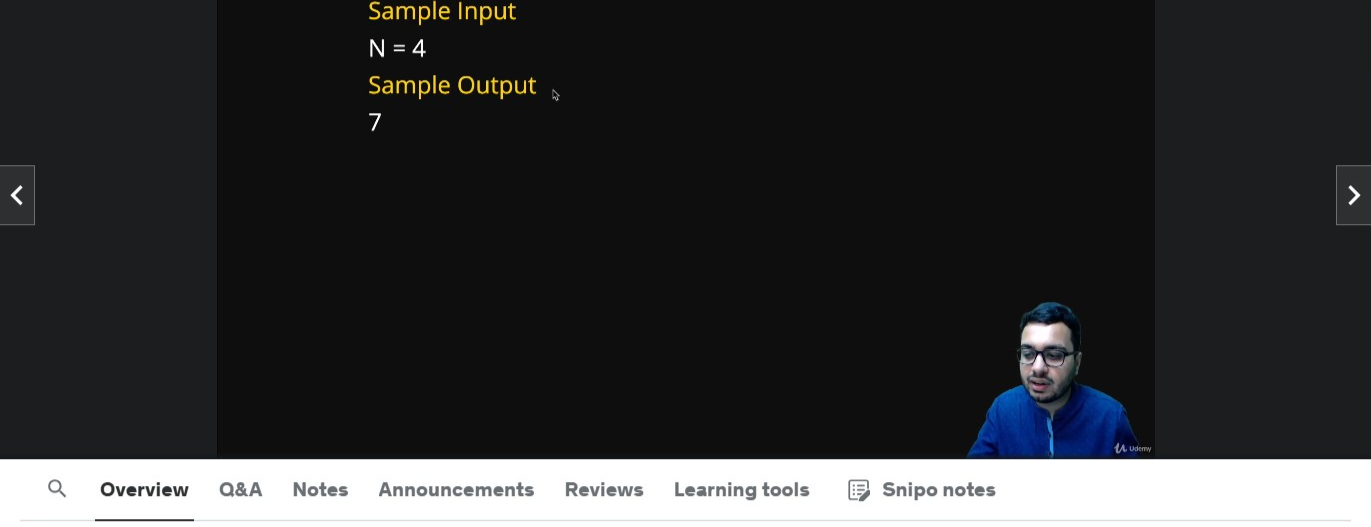 Sample Input
N = 4
Sample Output
7
Udemy
Overview Q&A Notes Announcements Reviews Learning tools Snipo notes